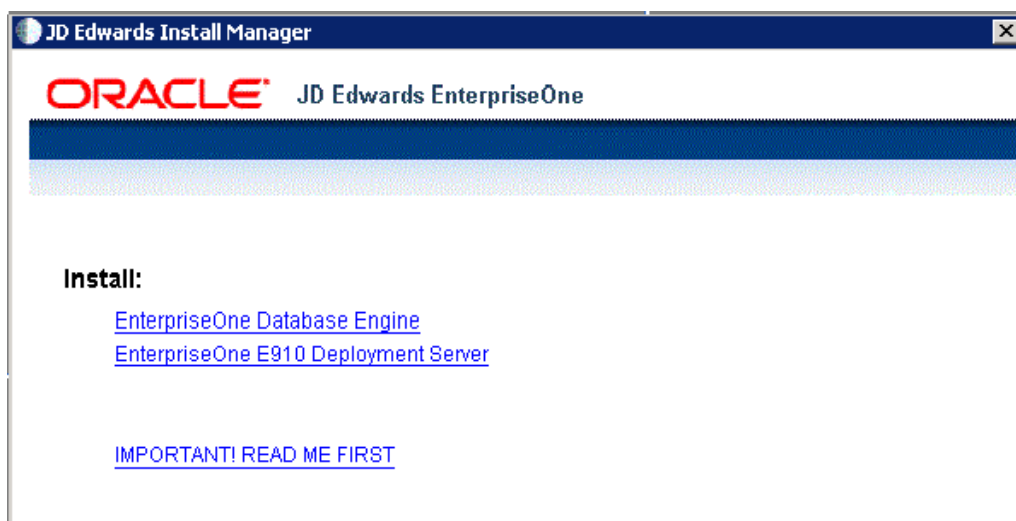 JD Edwards Install Manager
ORACLE JD Edwards EnterpriseOne
Install:
EnterpriseOne Database Engine
EnterpriseOne E910 Deployment Server
IMPORTANT! READ ME FIRST